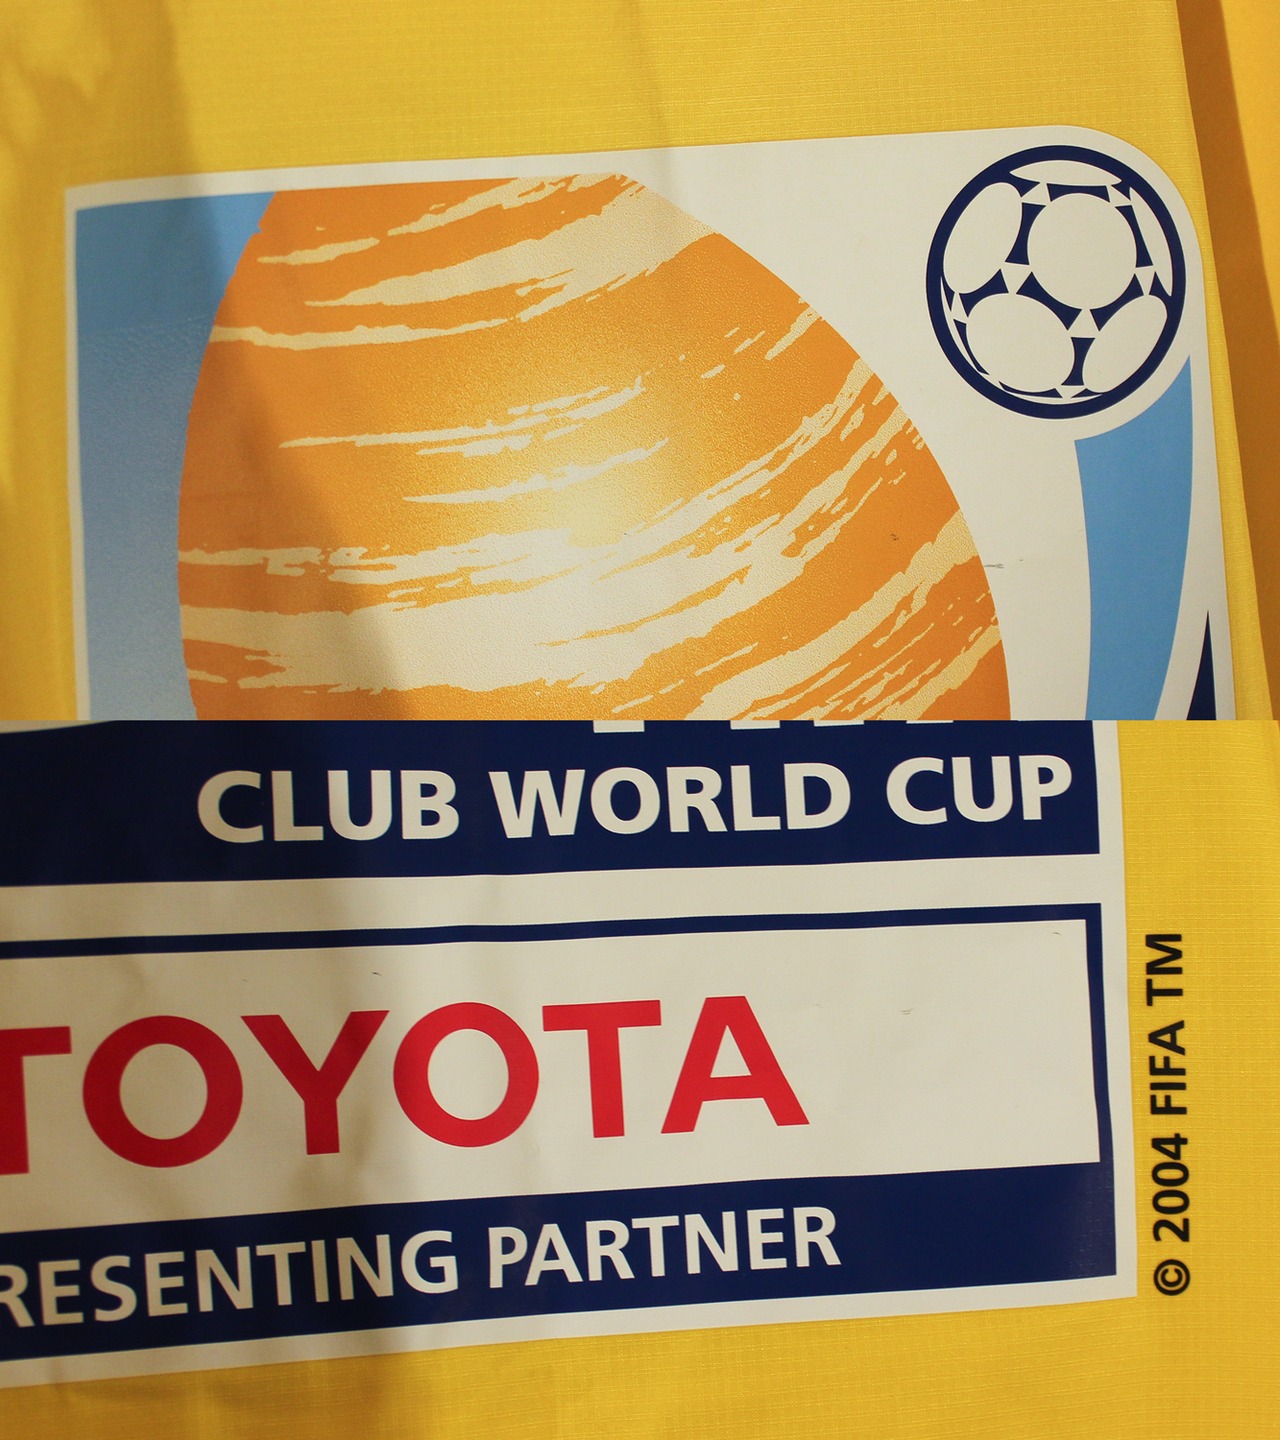 CLUB WORLD CUP
TOYOTA
RESENTING PARTNER
© 2004 FIFA TM